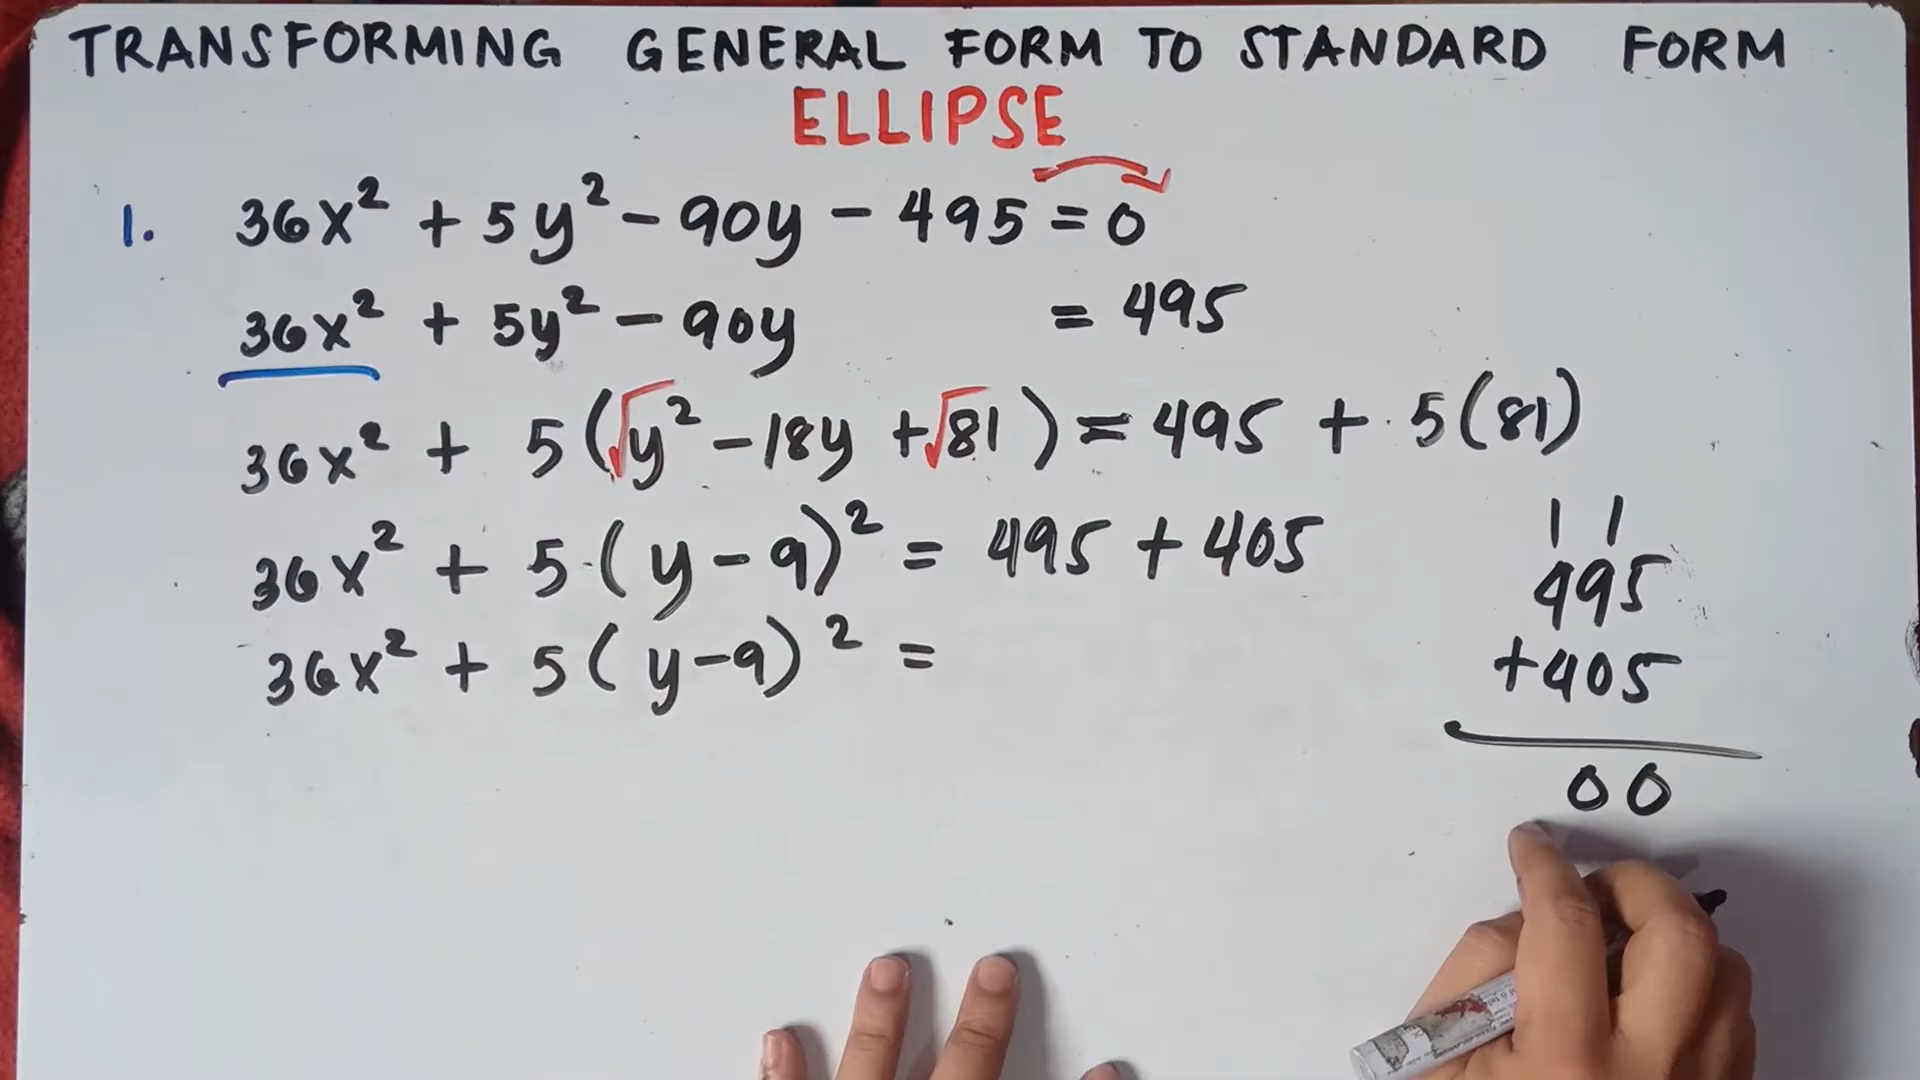 TRANSFORMING GENERAL FORM TO STANDARD FORM
ELLIPSE
1. 36x² + 5y² - 90y - 495 = 0
36x² + 5y² - 90y = 495
36x² + 5(√y² - 18y + √81) = 495 + 5(81)
36x² + 5(y - 9)² = 495 + 405
36x² + 5(y - 9)² =
1 1
495
+405
00